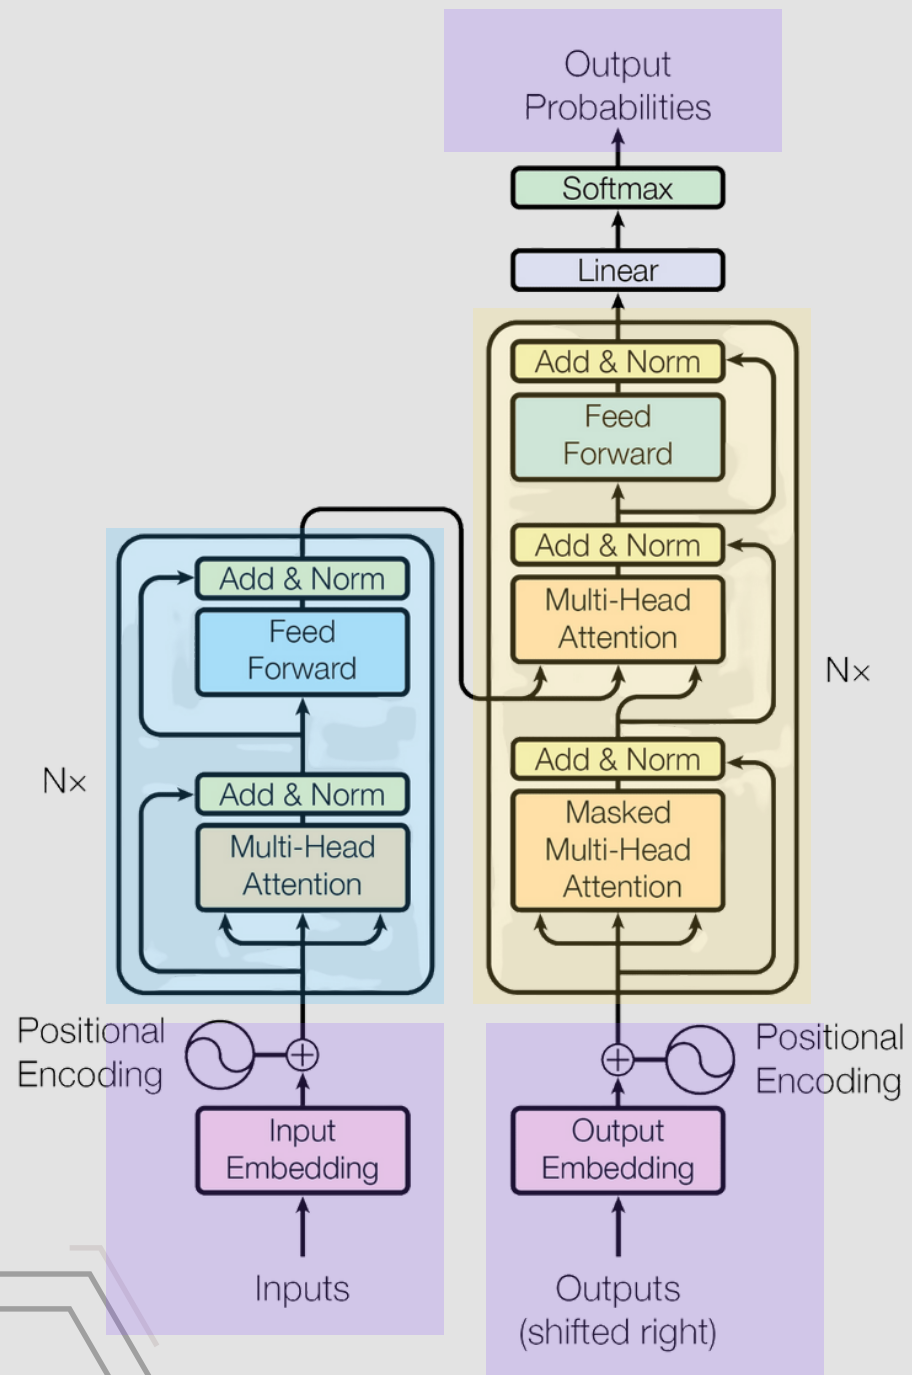 Output
Probabilities
Softmax
Linear
Add & Norm
Feed
Forward
Add & Norm
Multi-Head
Attention
N×
Add & Norm
Masked
Multi-Head
Attention
Add & Norm
Feed
Forward
N×
Add & Norm
Multi-Head
Attention
Positional
Encoding
Input
Embedding
Inputs
Positional
Encoding
Output
Embedding
Outputs
(shifted right)